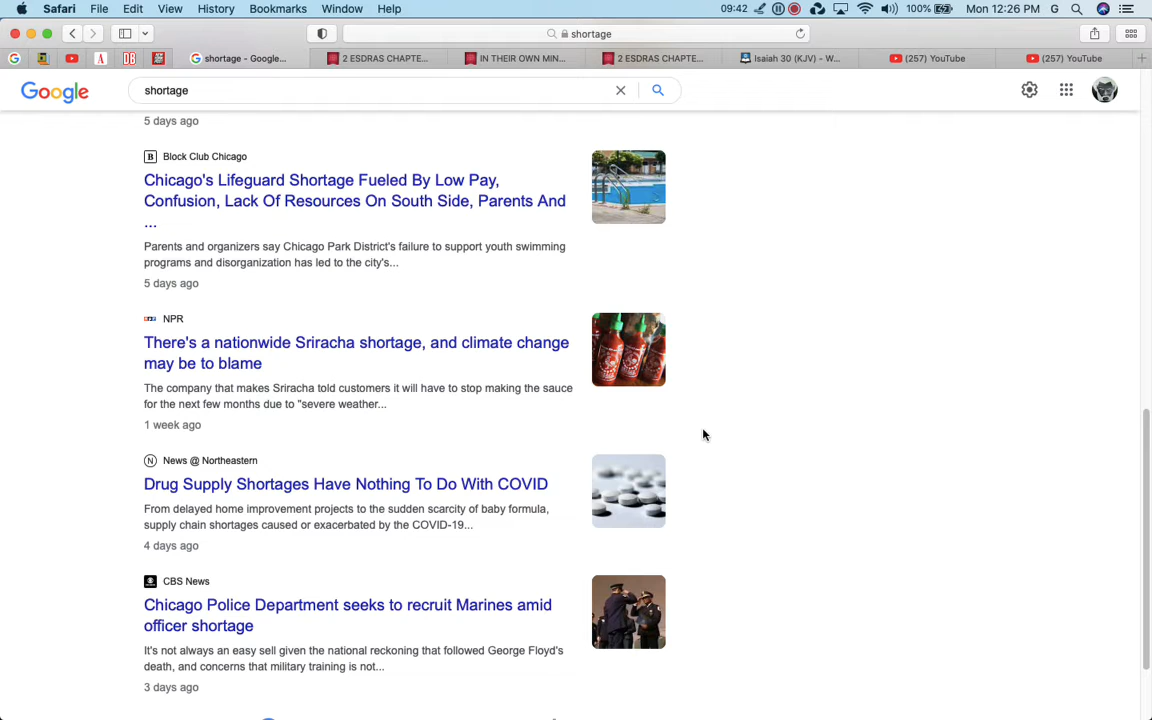 Safari File Edit View History Bookmarks Window Help 09:42 100% Mon 12:26 PM G
shortage
G A DB shortage - Google... 2 ESDRAS CHAPTE... IN THEIR OWN MIN... 2 ESDRAS CHAPTE... Isaiah 30 (KJV) - W... (257) YouTube (257) YouTube
Google shortage
5 days ago
B Block Club Chicago
Chicago's Lifeguard Shortage Fueled By Low Pay,
Confusion, Lack Of Resources On South Side, Parents And
...
Parents and organizers say Chicago Park District's failure to support youth swimming
programs and disorganization has led to the city's...
5 days ago
npr NPR
There's a nationwide Sriracha shortage, and climate change
may be to blame
The company that makes Sriracha told customers it will have to stop making the sauce
for the next few months due to "severe weather...
1 week ago
N News @ Northeastern
Drug Supply Shortages Have Nothing To Do With COVID
From delayed home improvement projects to the sudden scarcity of baby formula,
supply chain shortages caused or exacerbated by the COVID-19...
4 days ago
CBS News
Chicago Police Department seeks to recruit Marines amid
officer shortage
It's not always an easy sell given the national reckoning that followed George Floyd's
death, and concerns that military training is not...
3 days ago